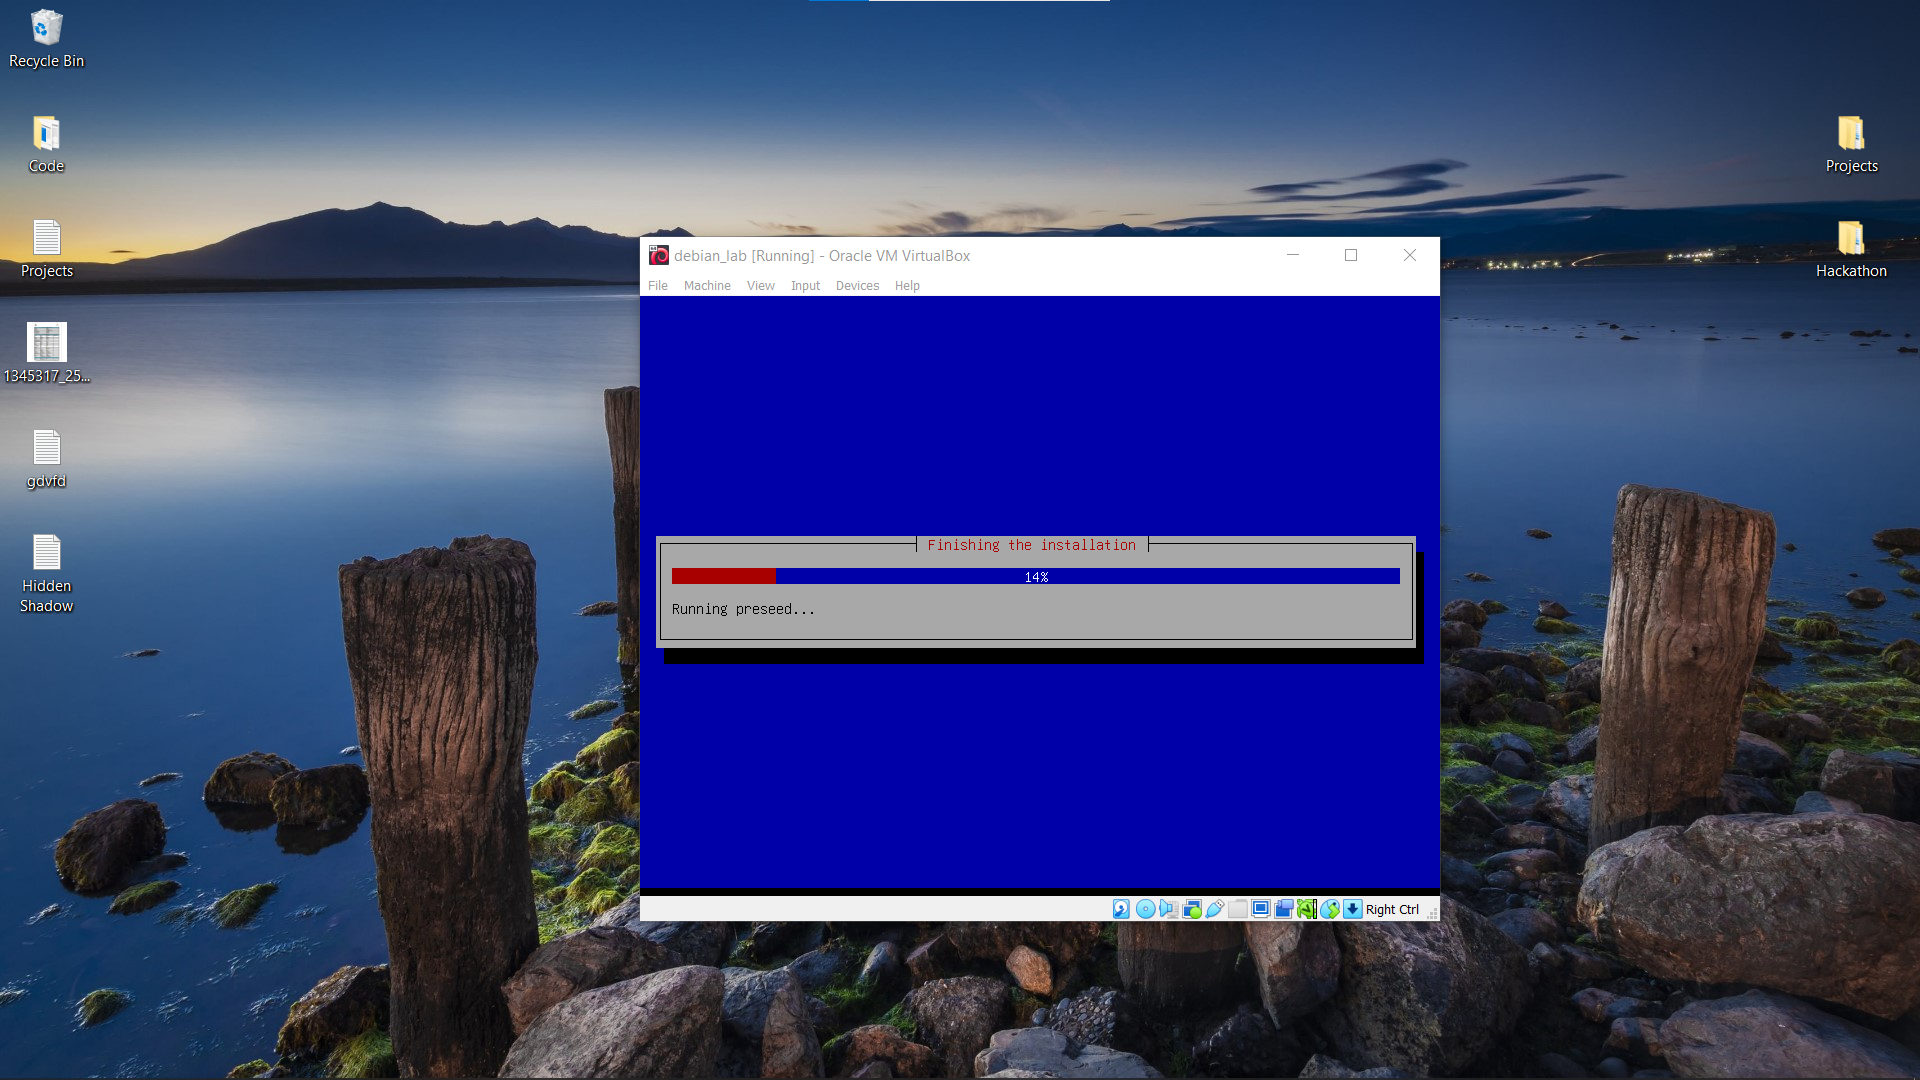 Recycle Bin
Code
Projects
1345317_25...
gdvfd
Hidden
Shadow
Projects
Hackathon
debian_lab [Running] - Oracle VM VirtualBox
File Machine View Input Devices Help
Finishing the installation
14%
Running preseed...
Right Ctrl